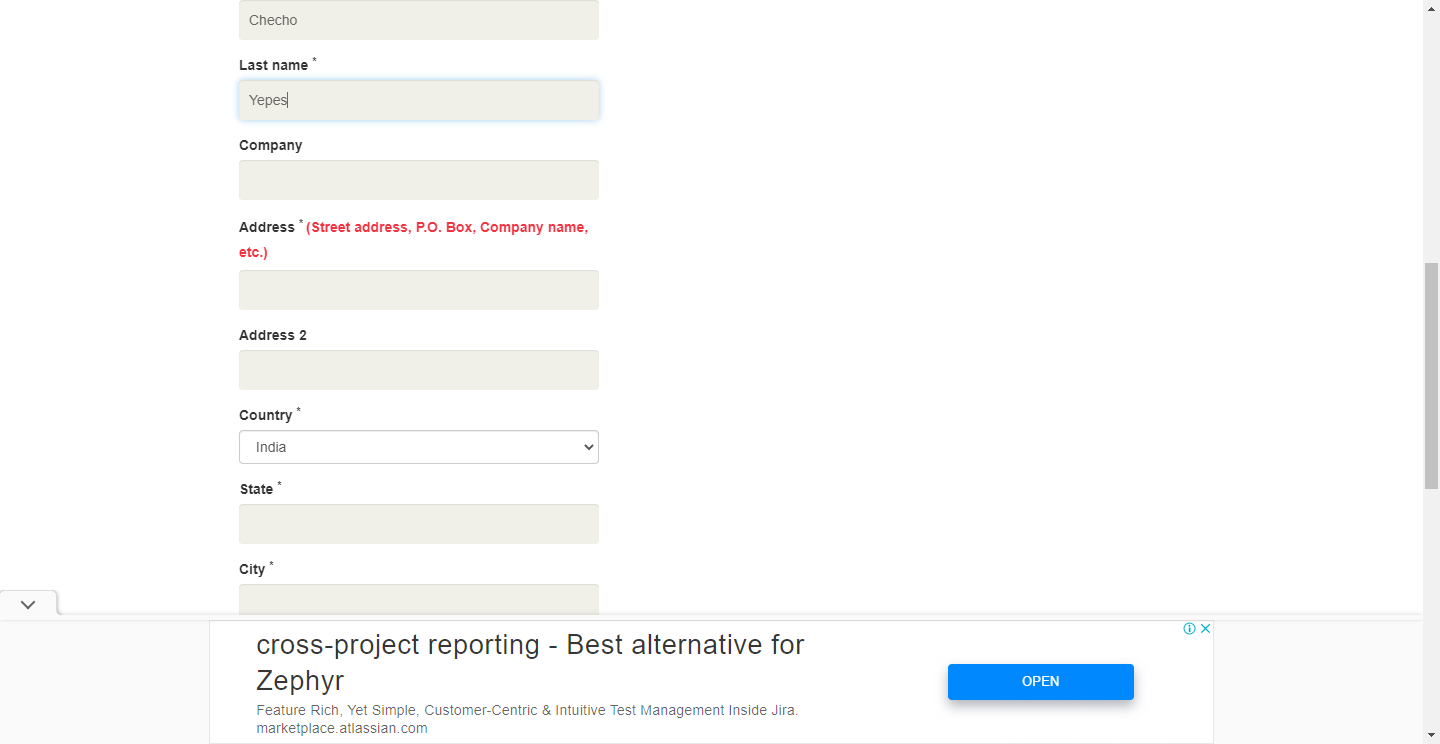 Checho
Last name *
Yepes
Company
Address * (Street address, P.O. Box, Company name,
etc.)
Address 2
Country *
India
State *
City *
cross-project reporting - Best alternative for
Zephyr
Feature Rich, Yet Simple, Customer-Centric & Intuitive Test Management Inside Jira.
marketplace.atlassian.com
OPEN